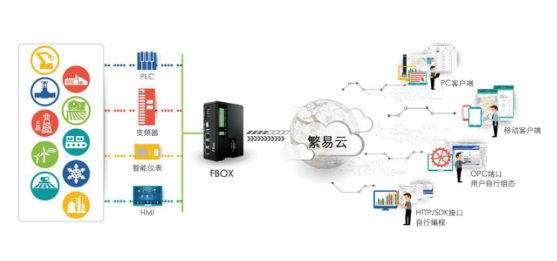 PLC
变频器
智能仪表
HMI
FBOX
繁易云
PC客户端
移动客户端
OPC端口
用户自行组态
HTTP/SDK接口
自行编程